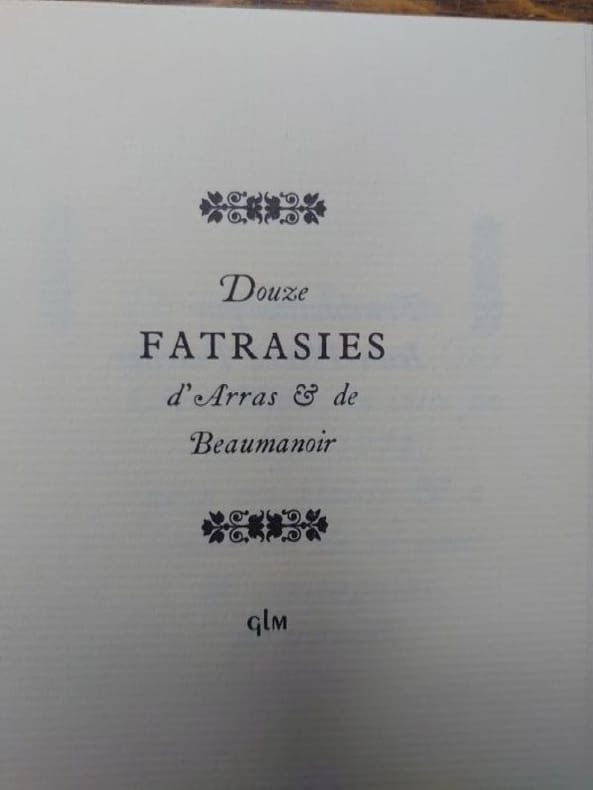 Douze
FATRASIES
d'Arras & de
Beaumanoir
GLM